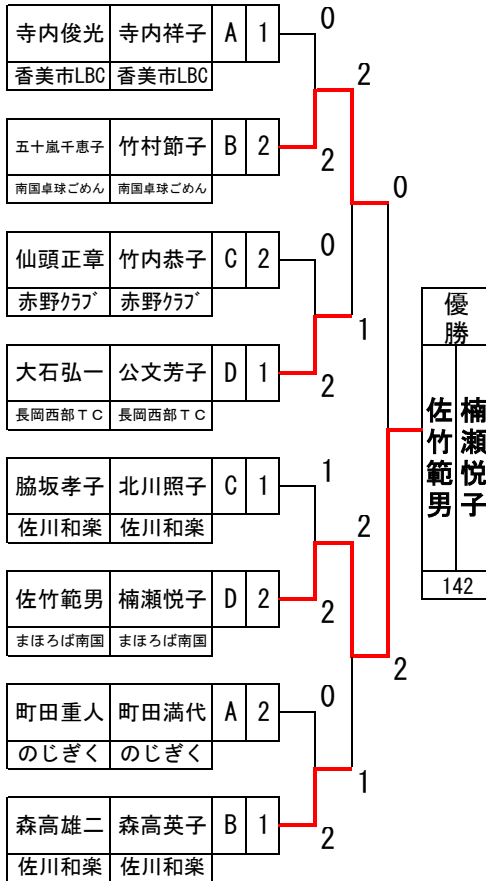 寺内俊光 寺内祥子 A 1
香美市LBC 香美市LBC
0
2
五十嵐千恵子 竹村節子 B 2
南国卓球ごめん 南国卓球ごめん
2
0
仙頭正章 竹内恭子 C 2
赤野ｸﾗﾌﾞ 赤野ｸﾗﾌﾞ
0
1
大石弘一 公文芳子 D 1
長岡西部ＴＣ 長岡西部ＴＣ
2
脇坂孝子 北川照子 C 1
佐川和楽 佐川和楽
1
2
佐竹範男 楠瀬悦子 D 2
まほろば南国 まほろば南国
2
2
町田重人 町田満代 A 2
のじぎく のじぎく
0
1
森高雄二 森高英子 B 1
佐川和楽 佐川和楽
2
優勝
佐竹範男 楠瀬悦子
142